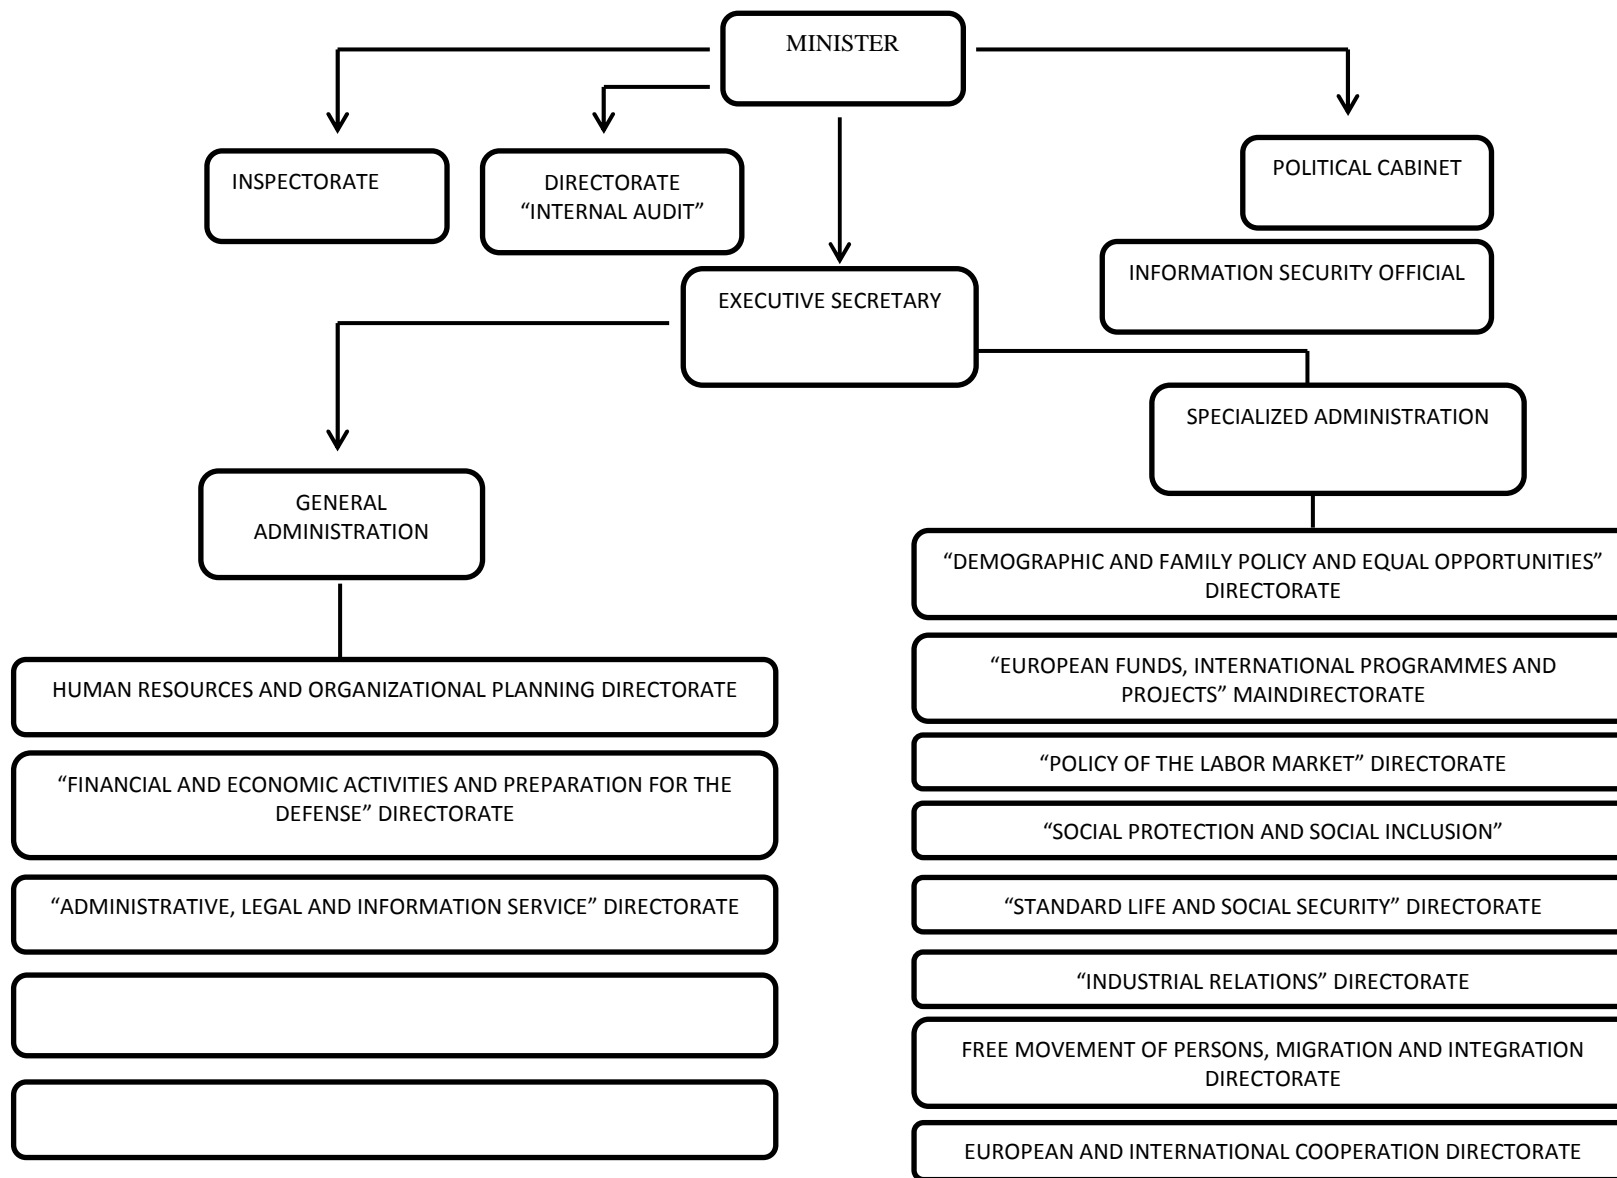 MINISTER
INSPECTORATE
DIRECTORATE
“INTERNAL AUDIT”
POLITICAL CABINET
INFORMATION SECURITY OFFICIAL
EXECUTIVE SECRETARY
SPECIALIZED ADMINISTRATION
GENERAL
ADMINISTRATION
HUMAN RESOURCES AND ORGANIZATIONAL PLANNING DIRECTORATE
“FINANCIAL AND ECONOMIC ACTIVITIES AND PREPARATION FOR THE
DEFENSE” DIRECTORATE
“ADMINISTRATIVE, LEGAL AND INFORMATION SERVICE” DIRECTORATE
“DEMOGRAPHIC AND FAMILY POLICY AND EQUAL OPPORTUNITIES”
DIRECTORATE
“EUROPEAN FUNDS, INTERNATIONAL PROGRAMMES AND
PROJECTS” MAINDIRECTORATE
“POLICY OF THE LABOR MARKET” DIRECTORATE
“SOCIAL PROTECTION AND SOCIAL INCLUSION”
“STANDARD LIFE AND SOCIAL SECURITY” DIRECTORATE
“INDUSTRIAL RELATIONS” DIRECTORATE
FREE MOVEMENT OF PERSONS, MIGRATION AND INTEGRATION
DIRECTORATE
EUROPEAN AND INTERNATIONAL COOPERATION DIRECTORATE